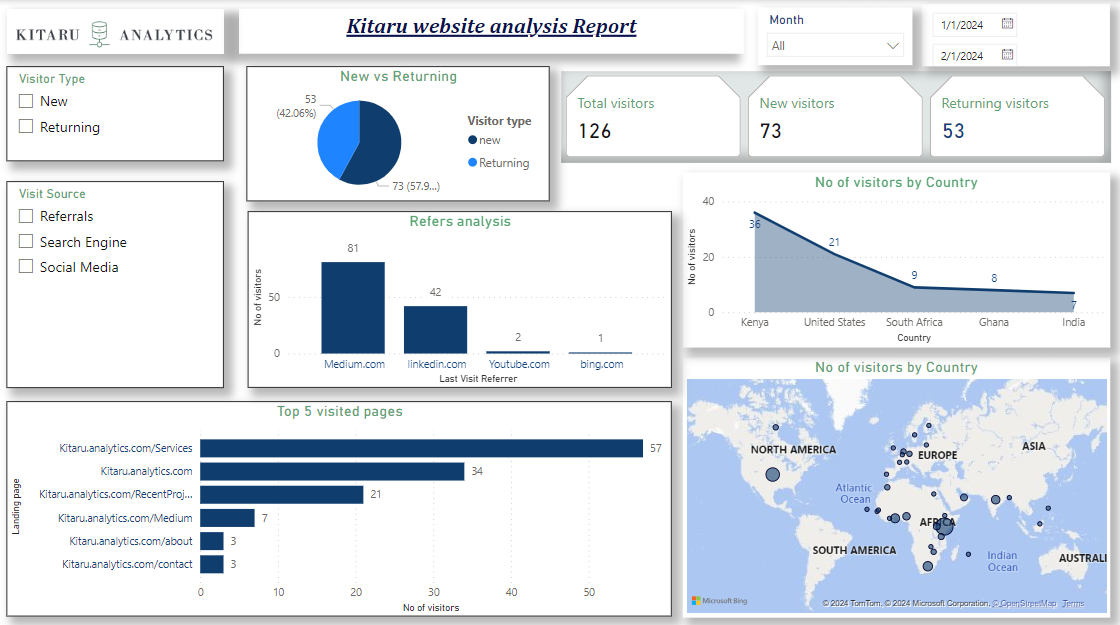 KITARU ANALYTICS
Kitaru website analysis Report
Month
All
1/1/2024
2/1/2024
Visitor Type
New
Returning
Visit Source
Referrals
Search Engine
Social Media
New vs Returning
53
(42.06%)
73 (57.9...)
Visitor type
new
Returning
Total visitors
126
New visitors
73
Returning visitors
53
Refers analysis
No of visitors
50
0
81
42
2
1
Medium.com
linkedin.com
Youtube.com
bing.com
Last Visit Referrer
No of visitors by Country
No of visitors
40
20
0
36
21
9
8
7
Kenya
United States
South Africa
Ghana
India
Country
Top 5 visited pages
Landing page
Kitaru.analytics.com/Services
57
Kitaru.analytics.com
34
Kitaru.analytics.com/RecentProj...
21
Kitaru.analytics.com/Medium
7
Kitaru.analytics.com/about
3
Kitaru.analytics.com/contact
3
0
10
20
30
40
50
No of visitors
No of visitors by Country
NORTH AMERICA
EUROPE
ASIA
Atlantic
Ocean
AFRICA
SOUTH AMERICA
Indian
Ocean
AUSTRALI
Microsoft Bing
© 2024 TomTom, © 2024 Microsoft Corporation, © OpenStreetMap Terms